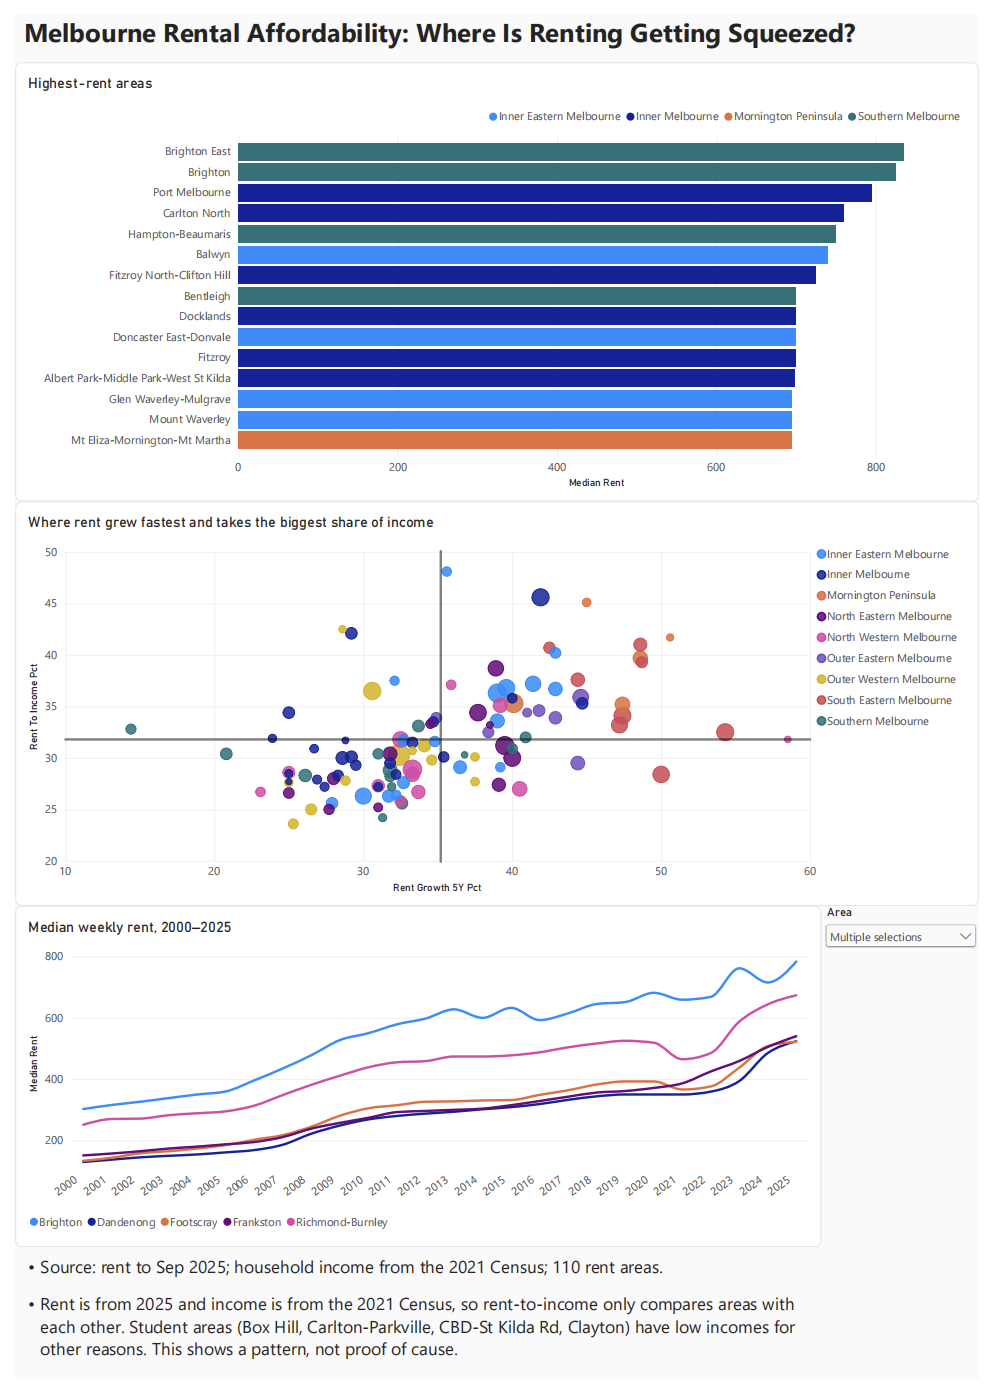 Melbourne Rental Affordability: Where Is Renting Getting Squeezed?
Highest-rent areas
Inner Eastern Melbourne Inner Melbourne Mornington Peninsula Southern Melbourne
Brighton East
Brighton
Port Melbourne
Carlton North
Hampton-Beaumaris
Balwyn
Fitzroy North-Clifton Hill
Bentleigh
Docklands
Doncaster East-Donvale
Fitzroy
Albert Park-Middle Park-West St Kilda
Glen Waverley-Mulgrave
Mount Waverley
Mt Eliza-Mornington-Mt Martha
0 200 400 600 800
Median Rent
Where rent grew fastest and takes the biggest share of income
Rent To Income Pct
50
45
40
35
30
25
20
10 20 30 40 50 60
Rent Growth 5Y Pct
Inner Eastern Melbourne
Inner Melbourne
Mornington Peninsula
North Eastern Melbourne
North Western Melbourne
Outer Eastern Melbourne
Outer Western Melbourne
South Eastern Melbourne
Southern Melbourne
Median weekly rent, 2000–2025
Median Rent
800
600
400
200
2000 2001 2002 2003 2004 2005 2006 2007 2008 2009 2010 2011 2012 2013 2014 2015 2016 2017 2018 2019 2020 2021 2022 2023 2024 2025
Brighton Dandenong Footscray Frankston Richmond-Burnley
Area
Multiple selections
• Source: rent to Sep 2025; household income from the 2021 Census; 110 rent areas.
• Rent is from 2025 and income is from the 2021 Census, so rent-to-income only compares areas with
each other. Student areas (Box Hill, Carlton-Parkville, CBD-St Kilda Rd, Clayton) have low incomes for
other reasons. This shows a pattern, not proof of cause.